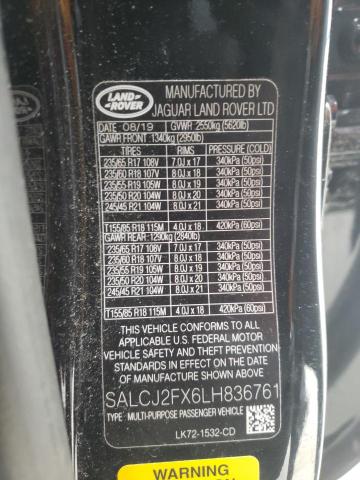 LAND-
-ROVER
MANUFACTURED BY
JAGUAR LAND ROVER LTD
DATE 08/19 GVWR 2550kg (5620lb)
GAWR FRONT 1340kg (2950lb)
TIRES RIMS PRESSURE (COLD)
235/65 R17 108V 7.0J x 17 340kPa (50psi)
235/60 R18 107V 8.0J x 18 340kPa (50psi)
235/55 R19 105W 8.0J x 19 340kPa (50psi)
235/50 R20 104W 8.0J x 20 340kPa (50psi)
245/45 R21 104W 8.0J x 21 340kPa (50psi)
T155/85 R18 115M 4.0J x 18 420kPa (60psi)
GAWR REAR: 1290kg (2840lb)
235/65 R17 108V 7.0J x 17 340kPa (50psi)
235/60 R18 107V 8.0J x 18 340kPa (50psi)
235/55 R19 105W 8.0J x 19 340kPa (50psi)
235/50 R20 104W 8.0J x 20 340kPa (50psi)
245/45 R21 104W 8.0J x 21 340kPa (50psi)
T155/85 R18 115M 4.0J x 18 420kPa (60psi)
THIS VEHICLE CONFORMS TO ALL
APPLICABLE U.S. FEDERAL MOTOR
VEHICLE SAFETY AND THEFT
PREVENTION STANDARDS IN
EFFECT ON THE DATE OF
MANUFACTURE SHOWN ABOVE.
SALCJ2FX6LH836761
TYPE: MULTI-PURPOSE PASSENGER VEHICLE
LK72-1532-CD
WARNING